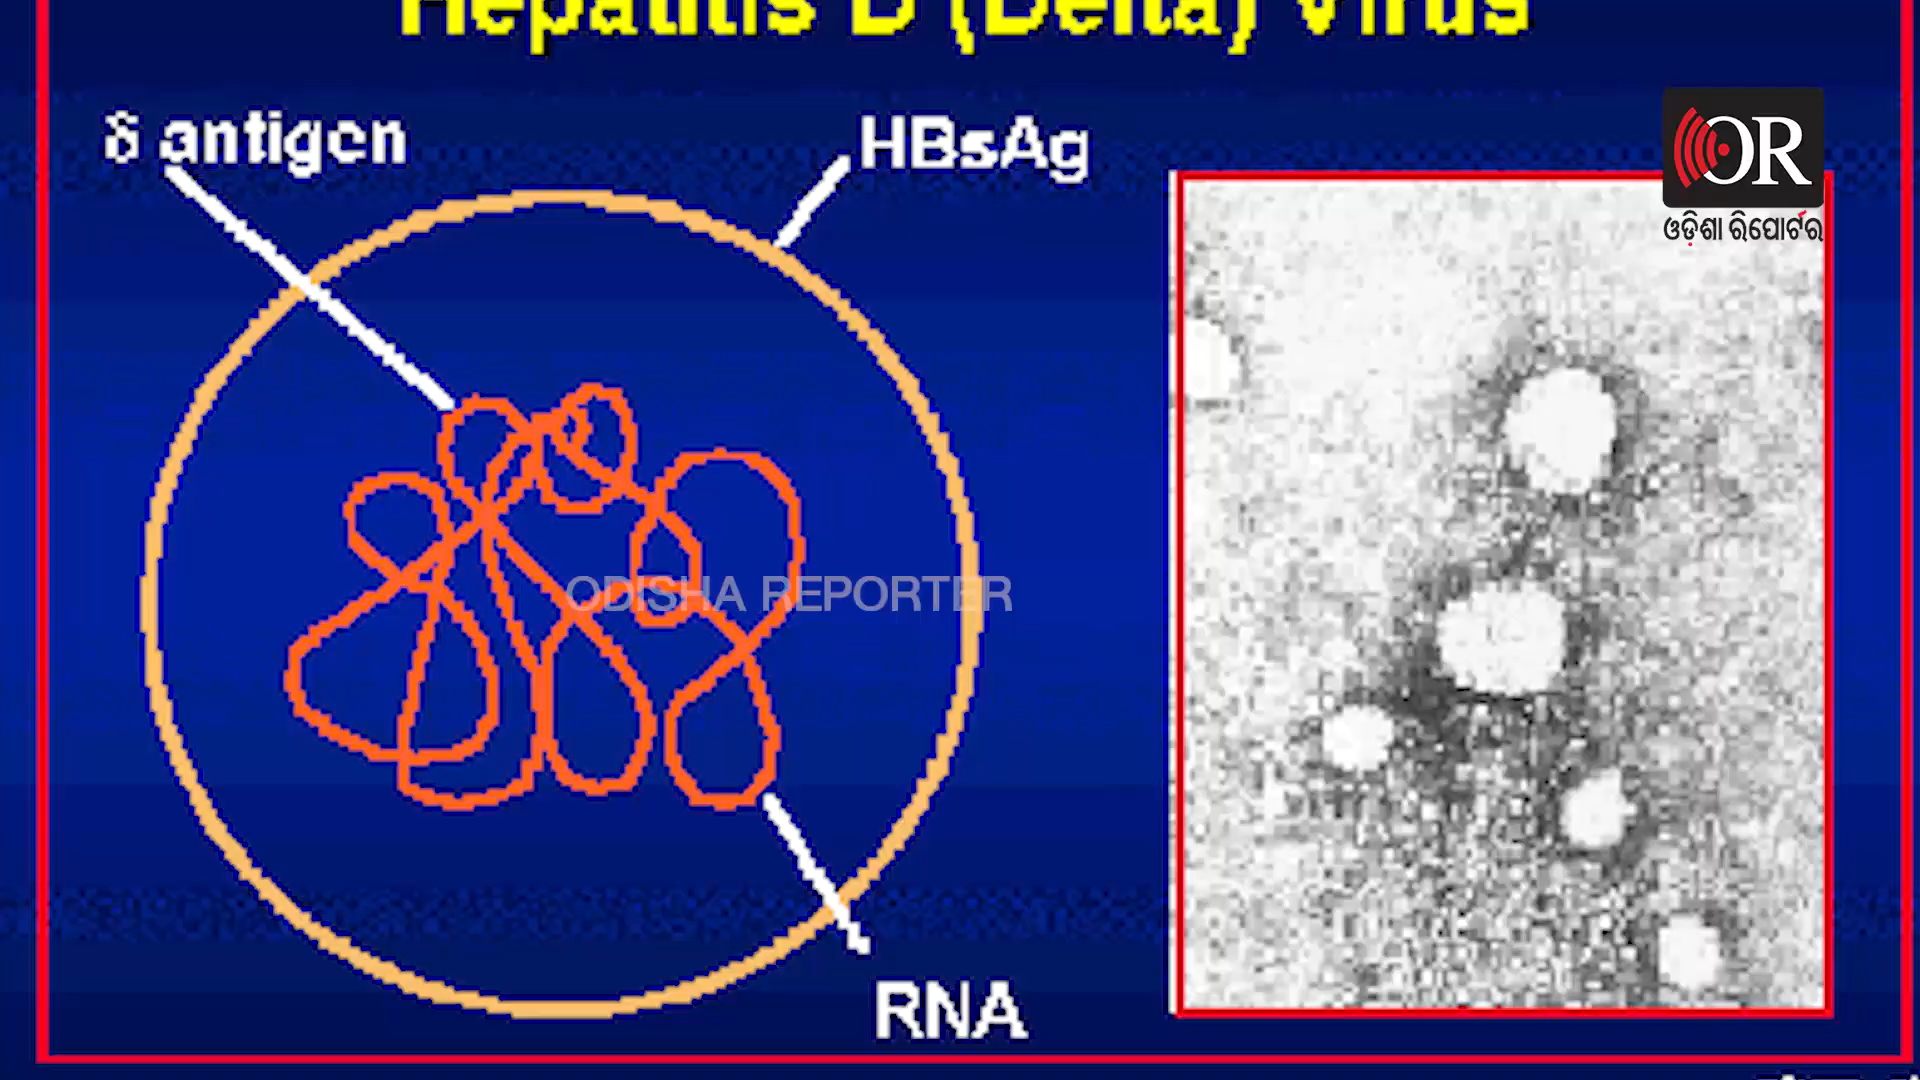 Hepatitis D (Delta) Virus
δ antigen
HBsAg
OR
ଓଡ଼ିଶା ରିପୋର୍ଟର
ODISHA REPORTER
RNA